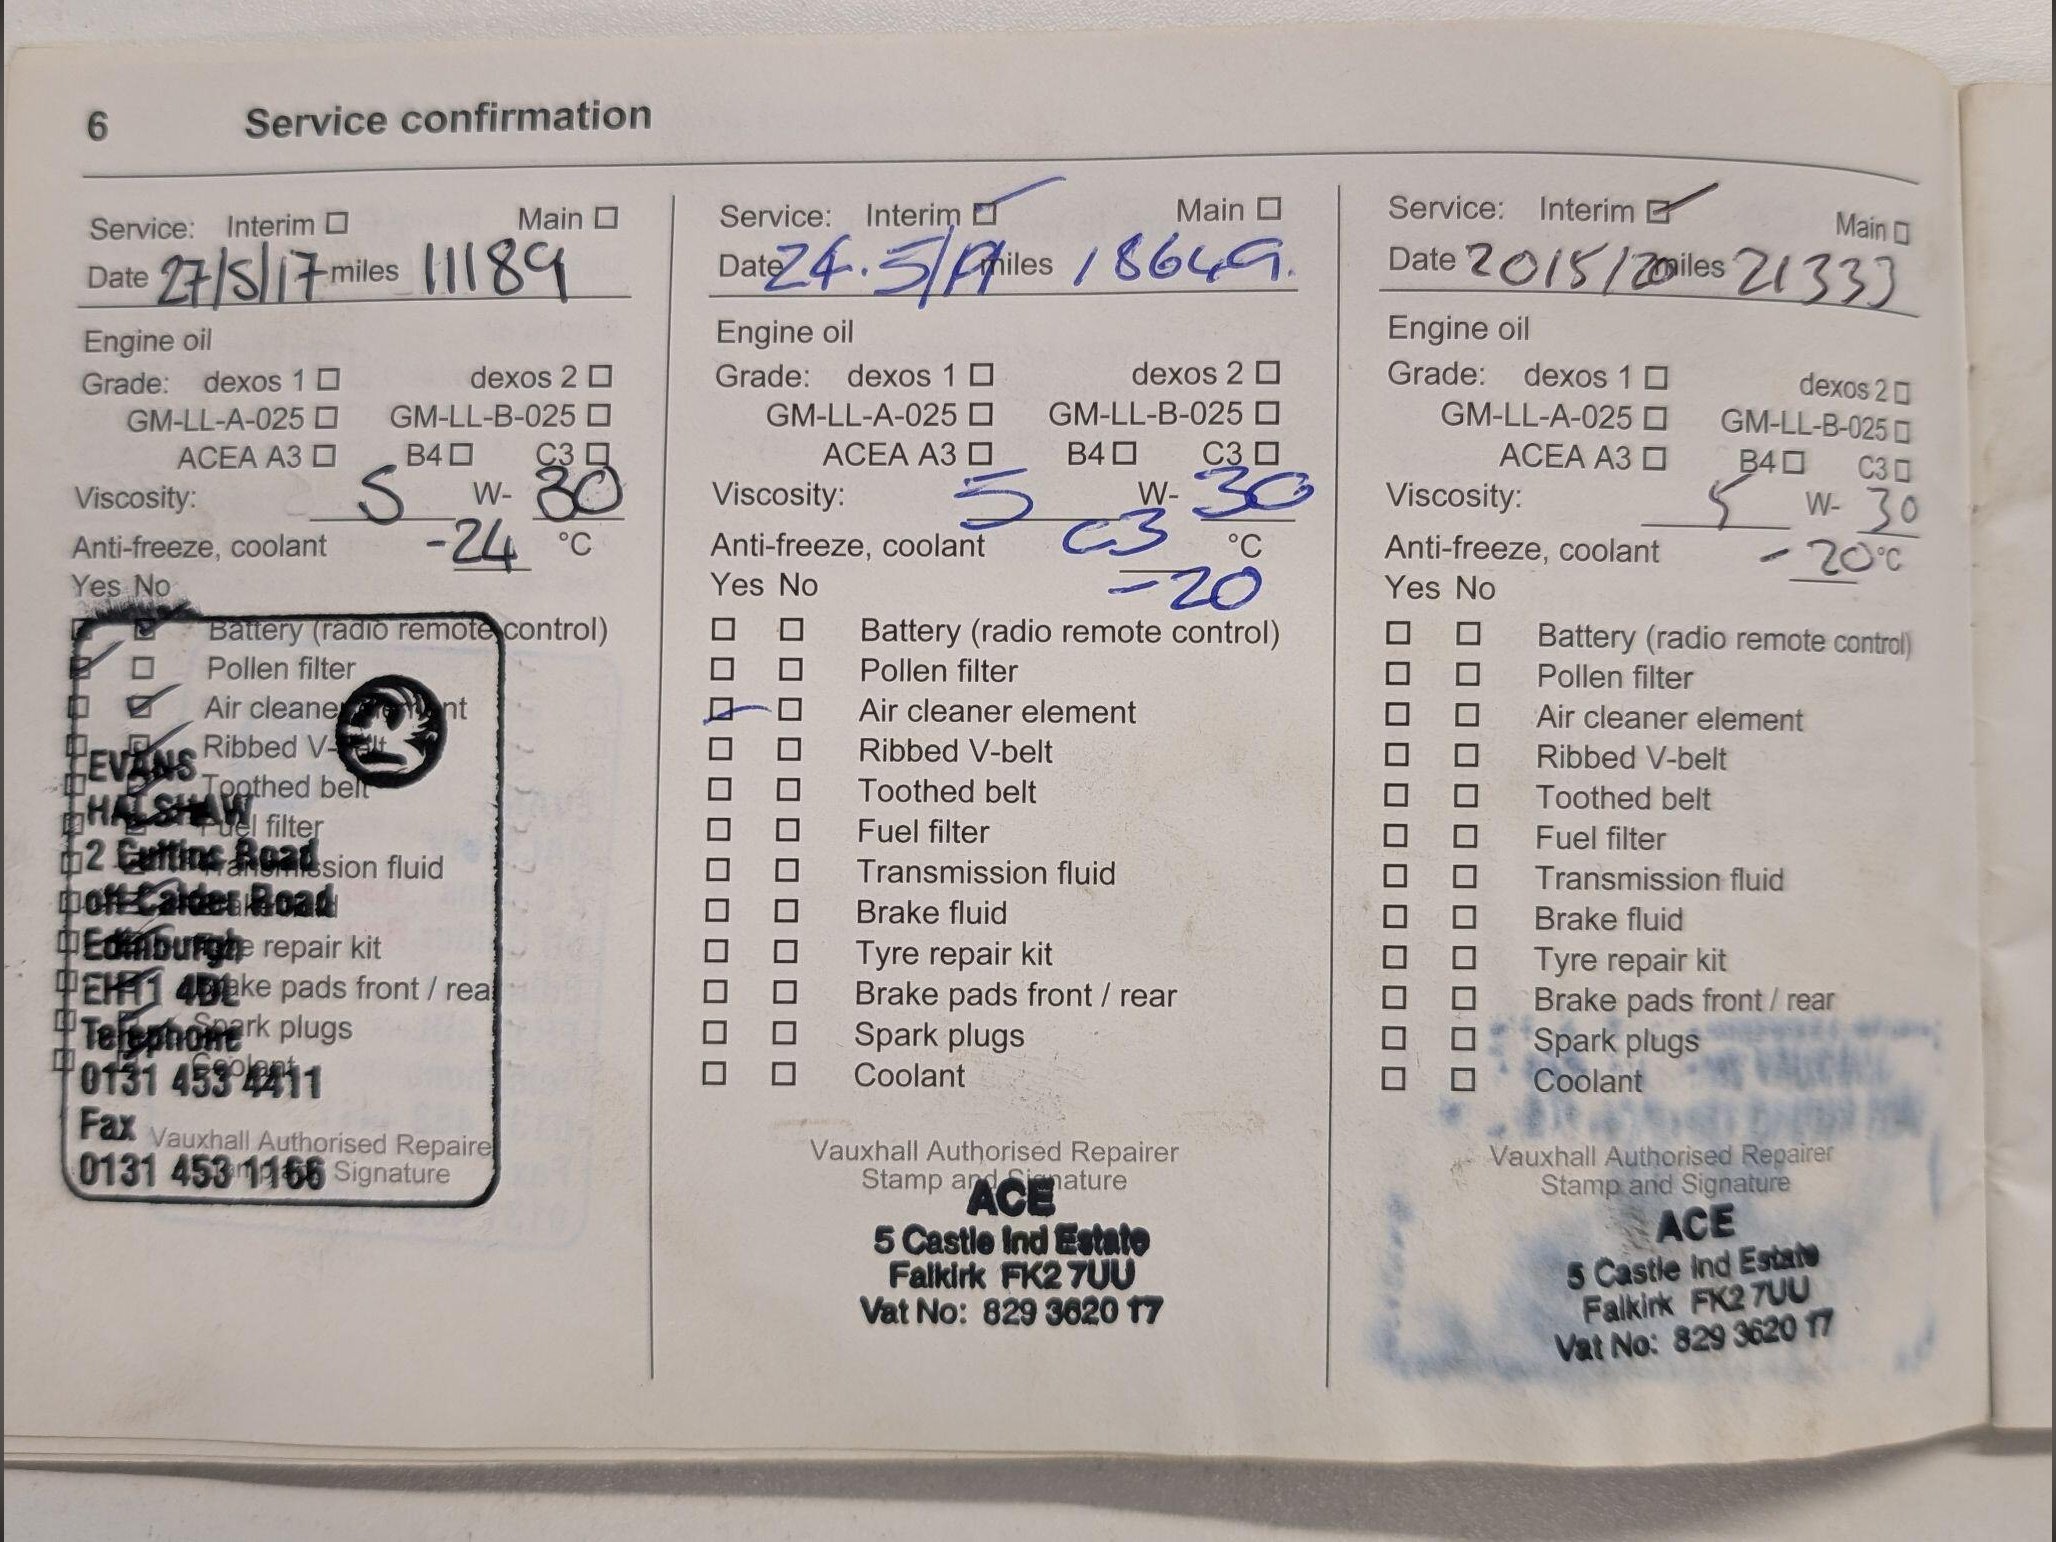 6 Service confirmation
Service: Interim Main
Date 27/5/17 miles 11189
Engine oil
Grade: dexos 1 dexos 2
GM-LL-A-025 GM-LL-B-025
ACEA A3 B4 C3
Viscosity: 5 W- 30
Anti-freeze, coolant -24 °C
Yes No
Battery (radio remote control)
Pollen filter
Air cleaner
Ribbed V-belt
Toothed belt
Fuel filter
Transmission fluid
repair kit
Brake pads front / rear
Spark plugs
Coolant
Vauxhall Authorised Repairer
Signature
EVANS
HALSHAW
2 Cultins Road
off Calder Road
Edinburgh
EH11 4DL
Telephone
0131 453 4411
Fax
0131 453 1166
Service: Interim Main
Date 24.5/19 miles 18649.
Engine oil
Grade: dexos 1 dexos 2
GM-LL-A-025 GM-LL-B-025
ACEA A3 B4 C3
Viscosity: 5 W- 30
Anti-freeze, coolant C3 °C
Yes No -20
Battery (radio remote control)
Pollen filter
Air cleaner element
Ribbed V-belt
Toothed belt
Fuel filter
Transmission fluid
Brake fluid
Tyre repair kit
Brake pads front / rear
Spark plugs
Coolant
Vauxhall Authorised Repairer
Stamp and Signature
ACE
5 Castle Ind Estate
Falkirk FK2 7UU
Vat No: 829 3620 17
Service: Interim Main
Date 2015/20 miles 21333
Engine oil
Grade: dexos 1 dexos 2
GM-LL-A-025 GM-LL-B-025
ACEA A3 B4 C3
Viscosity: 5 W- 30
Anti-freeze, coolant -20 °C
Yes No
Battery (radio remote control)
Pollen filter
Air cleaner element
Ribbed V-belt
Toothed belt
Fuel filter
Transmission fluid
Brake fluid
Tyre repair kit
Brake pads front / rear
Spark plugs
Coolant
Vauxhall Authorised Repairer
Stamp and Signature
ACE
5 Castle Ind Estate
Falkirk FK2 7UU
Vat No: 829 3620 17